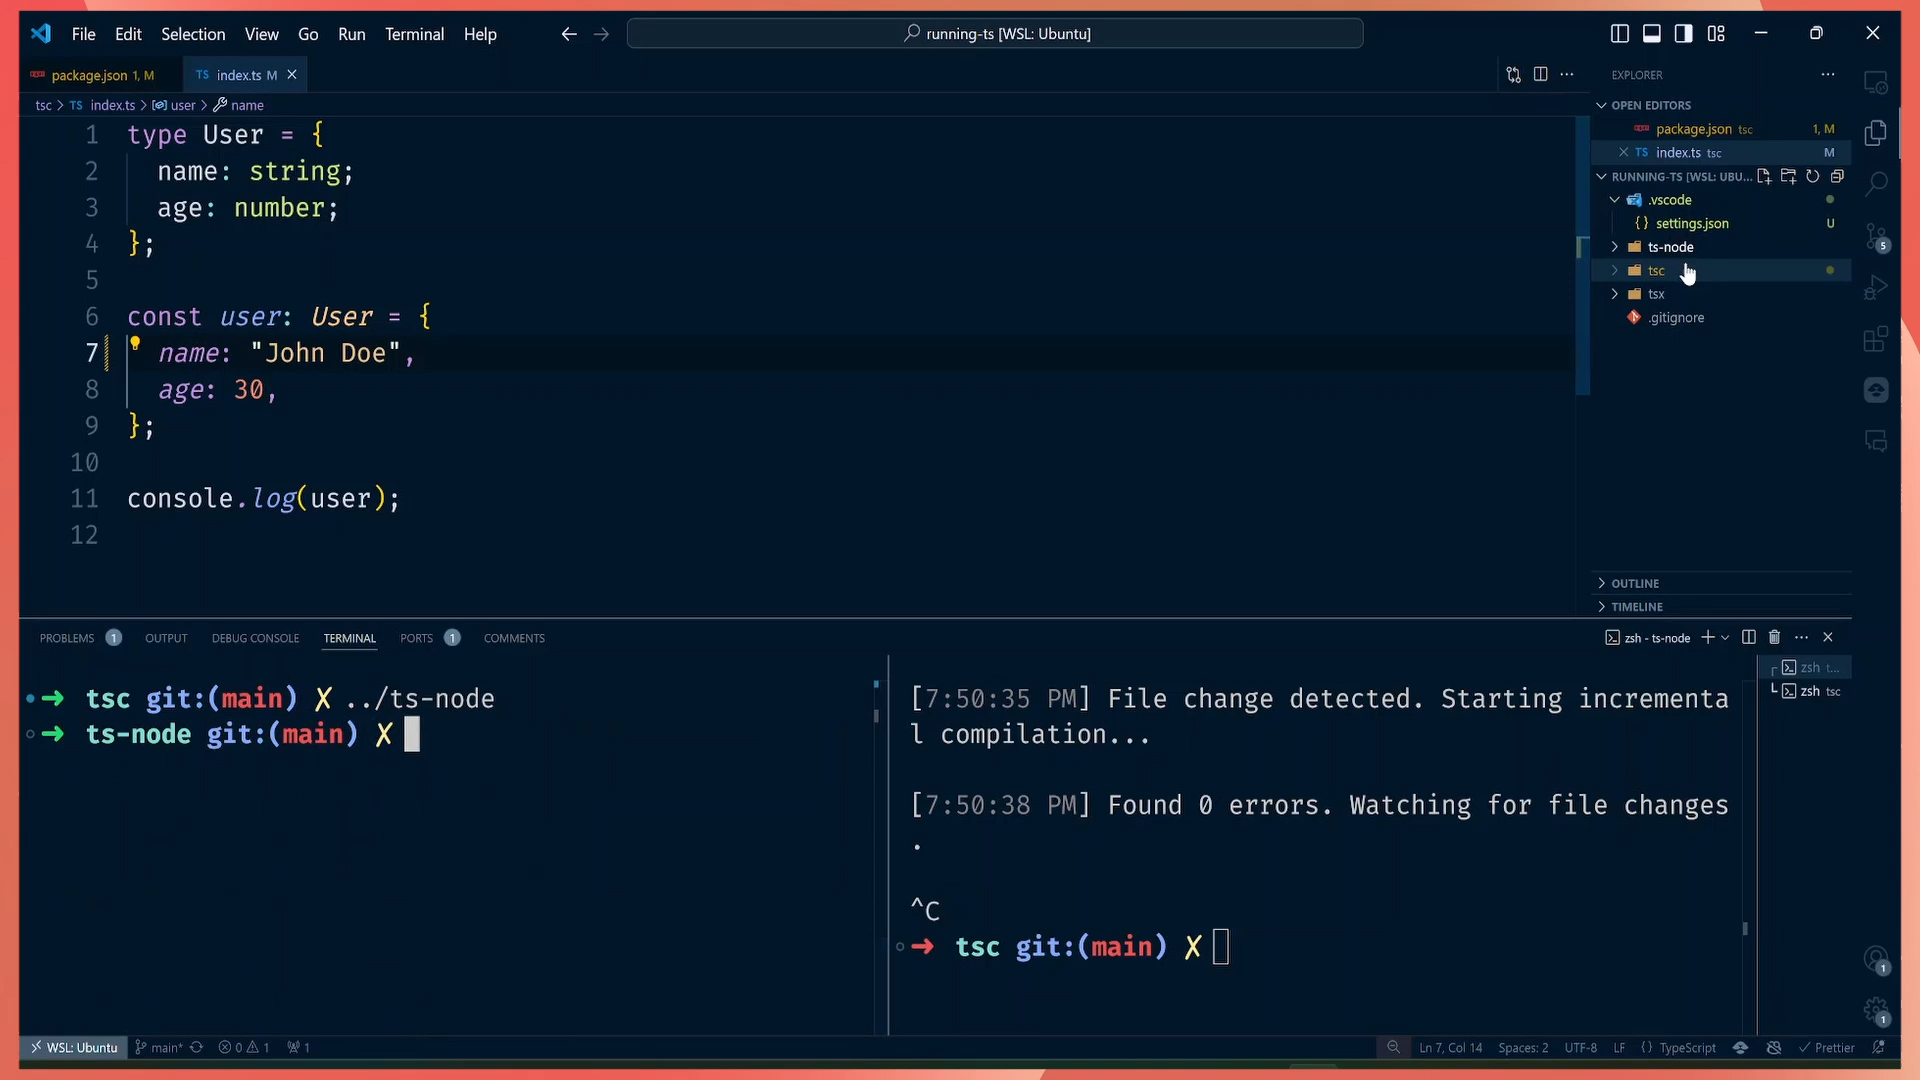 File Edit Selection View Go Run Terminal Help
running-ts [WSL: Ubuntu]
package.json 1, M
TS index.ts M
tsc > TS index.ts > user > name
1 type User = {
2 name: string;
3 age: number;
4 };
5
6 const user: User = {
7 name: "John Doe",
8 age: 30,
9 };
10
11 console.log(user);
12
EXPLORER
OPEN EDITORS
package.json tsc 1, M
TS index.ts tsc M
RUNNING-TS [WSL: UBU...
.vscode
{} settings.json U
ts-node
tsc
tsx
.gitignore
5
OUTLINE
TIMELINE
PROBLEMS 1 OUTPUT DEBUG CONSOLE TERMINAL PORTS 1 COMMENTS
zsh - ts-node
➜ tsc git:(main) ✗ ../ts-node
➜ ts-node git:(main) ✗
[7:50:35 PM] File change detected. Starting incrementa
l compilation...
[7:50:38 PM] Found 0 errors. Watching for file changes
.
^C
➜ tsc git:(main) ✗
zsh t...
zsh tsc
1
1
WSL: Ubuntu main* 0 1 1
Ln 7, Col 14 Spaces: 2 UTF-8 LF {} TypeScript Prettier